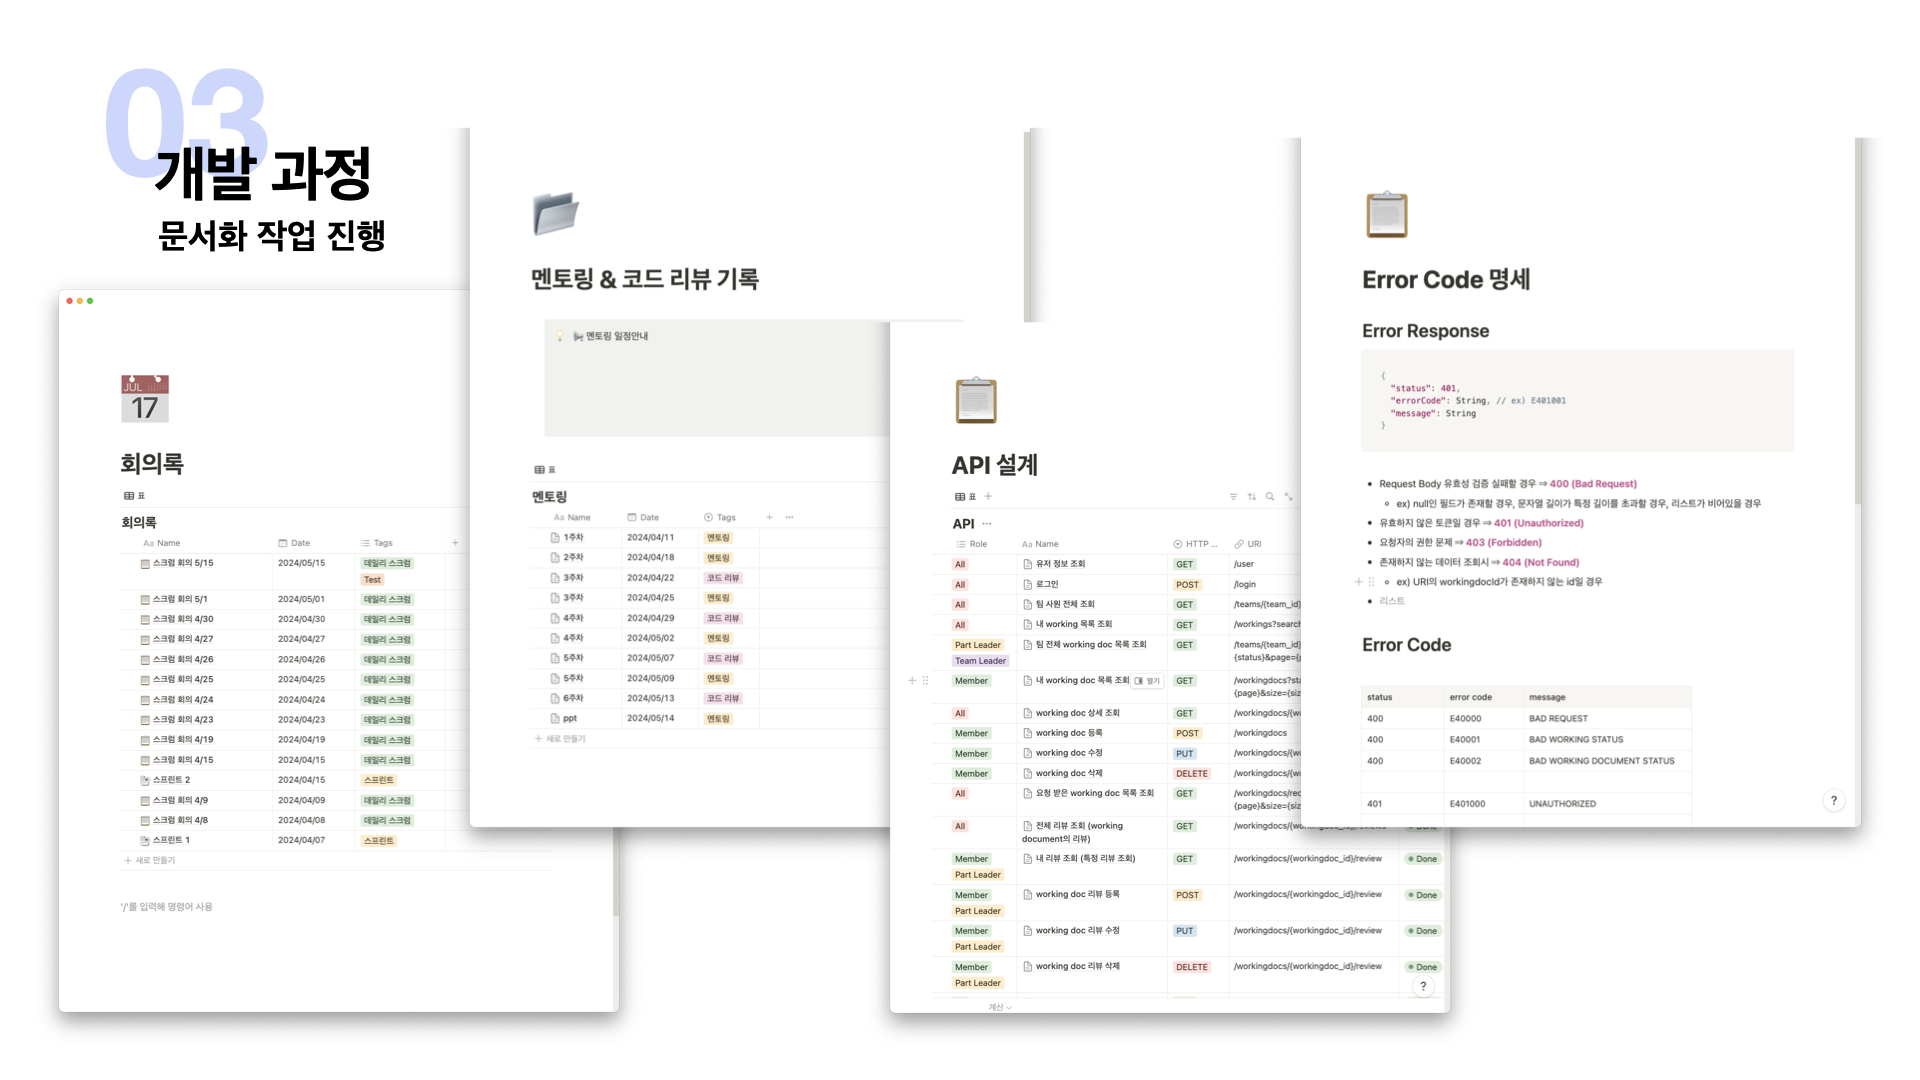 03
개발 과정
문서화 작업 진행
JUL
17
회의록
표
회의록
Aa Name Date Tags +
스크럼 회의 5/15 2024/05/15 데일리 스크럼
Test
스크럼 회의 5/1 2024/05/01 데일리 스크럼
스크럼 회의 4/30 2024/04/30 데일리 스크럼
스크럼 회의 4/27 2024/04/27 데일리 스크럼
스크럼 회의 4/26 2024/04/26 데일리 스크럼
스크럼 회의 4/25 2024/04/25 데일리 스크럼
스크럼 회의 4/24 2024/04/24 데일리 스크럼
스크럼 회의 4/23 2024/04/23 데일리 스크럼
스크럼 회의 4/19 2024/04/19 데일리 스크럼
스크럼 회의 4/15 2024/04/15 데일리 스크럼
스프린트 2 2024/04/15 스프린트
스크럼 회의 4/9 2024/04/09 데일리 스크럼
스크럼 회의 4/8 2024/04/08 데일리 스크럼
스프린트 1 2024/04/07 스프린트
+ 새로 만들기
'/'를 입력해 명령어 사용
멘토링 & 코드 리뷰 기록
멘토링 일정안내
표
멘토링
Aa Name Date Tags + ···
1주차 2024/04/11 멘토링
2주차 2024/04/18 멘토링
3주차 2024/04/22 코드 리뷰
3주차 2024/04/25 멘토링
4주차 2024/04/29 코드 리뷰
4주차 2024/05/02 멘토링
5주차 2024/05/07 코드 리뷰
5주차 2024/05/09 멘토링
6주차 2024/05/13 코드 리뷰
ppt 2024/05/14 멘토링
+ 새로 만들기
API 설계
표 +
API ···
Role Aa Name HTTP ... URI
All 유저 정보 조회 GET /user
All 로그인 POST /login
All 팀 사원 전체 조회 GET /teams/{team_id}
All 내 working 목록 조회 GET /workings?search
Part Leader 팀 전체 working doc 목록 조회 GET /teams/{team_id}
Team Leader {status}&page={
Member 내 working doc 목록 조회 열기 GET /workingdocs?sta
{page}&size={siz
All working doc 상세 조회 GET /workingdocs/{w
Member working doc 등록 POST /workingdocs
Member working doc 수정 PUT /workingdocs/{w
Member working doc 삭제 DELETE /workingdocs/{w
All 요청 받은 working doc 목록 조회 GET /workingdocs/rec
{page}&size={siz
All 전체 리뷰 조회 (working GET /workingdocs/{workingdoc_id}/reviews Done
document의 리뷰)
Member 내 리뷰 조회 (특정 리뷰 조회) GET /workingdocs/{workingdoc_id}/review Done
Part Leader
Member working doc 리뷰 등록 POST /workingdocs/{workingdoc_id}/review Done
Part Leader
Member working doc 리뷰 수정 PUT /workingdocs/{workingdoc_id}/review Done
Part Leader
Member working doc 리뷰 삭제 DELETE /workingdocs/{workingdoc_id}/review Done
Part Leader
?
계산
Error Code 명세
Error Response
{
"status": 401,
"errorCode": String, // ex) E401001
"message": String
}
• Request Body 유효성 검증 실패할 경우 ⇒ 400 (Bad Request)
◦ ex) null인 필드가 존재할 경우, 문자열 길이가 특정 길이를 초과할 경우, 리스트가 비어있을 경우
• 유효하지 않은 토큰일 경우 ⇒ 401 (Unauthorized)
• 요청자의 권한 문제 ⇒ 403 (Forbidden)
• 존재하지 않는 데이터 조회시 ⇒ 404 (Not Found)
◦ ex) URI의 workingdocId가 존재하지 않는 id일 경우
• 리스트
Error Code
status error code message
400 E40000 BAD REQUEST
400 E40001 BAD WORKING STATUS
400 E40002 BAD WORKING DOCUMENT STATUS
401 E401000 UNAUTHORIZED
?